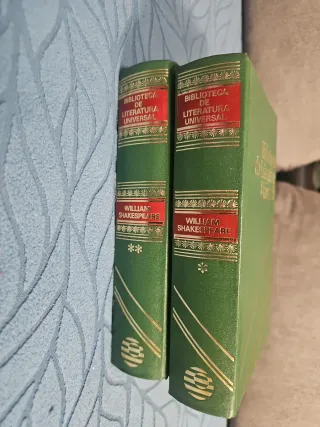 BIBLIOTECA
DE
LITERATURA
UNIVERSAL
WILLIAM
SHAKESPEARE
**
BIBLIOTECA
DE
LITERATURA
UNIVERSAL
WILLIAM
SHAKESPEARE
*